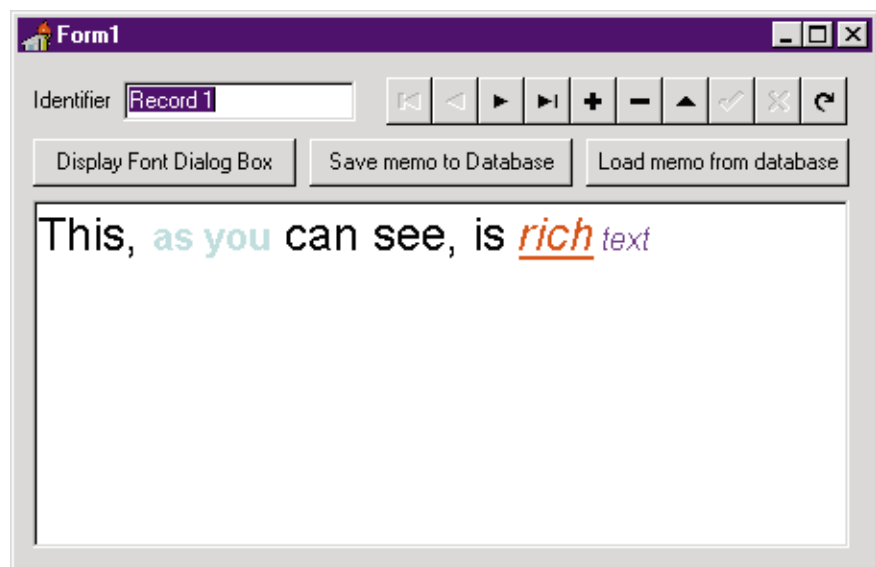 Form1
Identifier Record 1
Display Font Dialog Box Save memo to Database Load memo from database
This, as you can see, is rich text